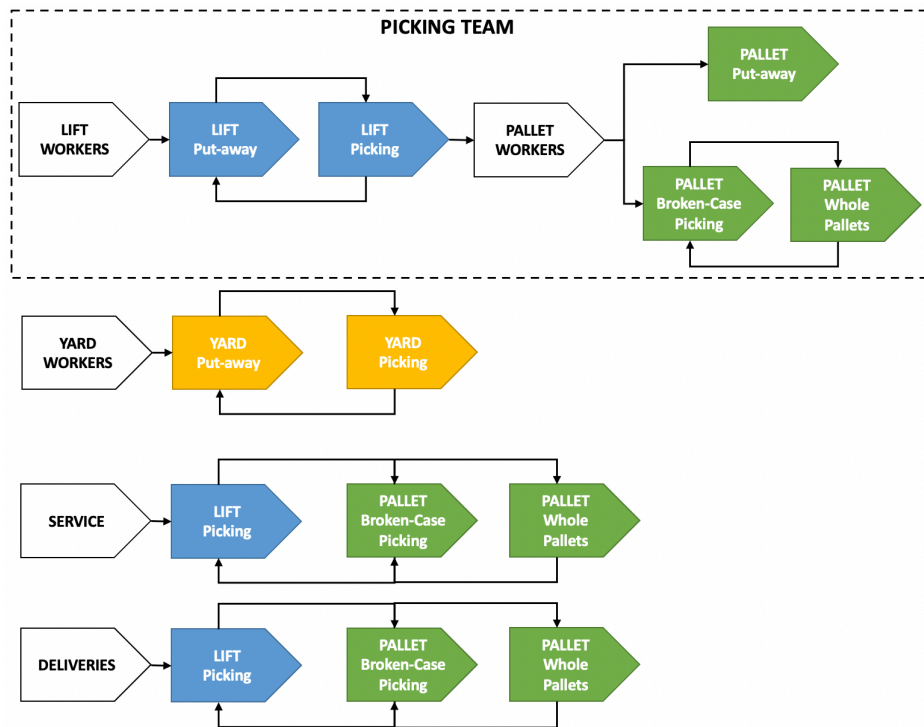 PICKING TEAM
PALLET
Put-away
LIFT
WORKERS
LIFT
Put-away
LIFT
Picking
PALLET
WORKERS
PALLET
Broken-Case
Picking
PALLET
Whole
Pallets
YARD
WORKERS
YARD
Put-away
YARD
Picking
SERVICE
LIFT
Picking
PALLET
Broken-Case
Picking
PALLET
Whole
Pallets
DELIVERIES
LIFT
Picking
PALLET
Broken-Case
Picking
PALLET
Whole
Pallets